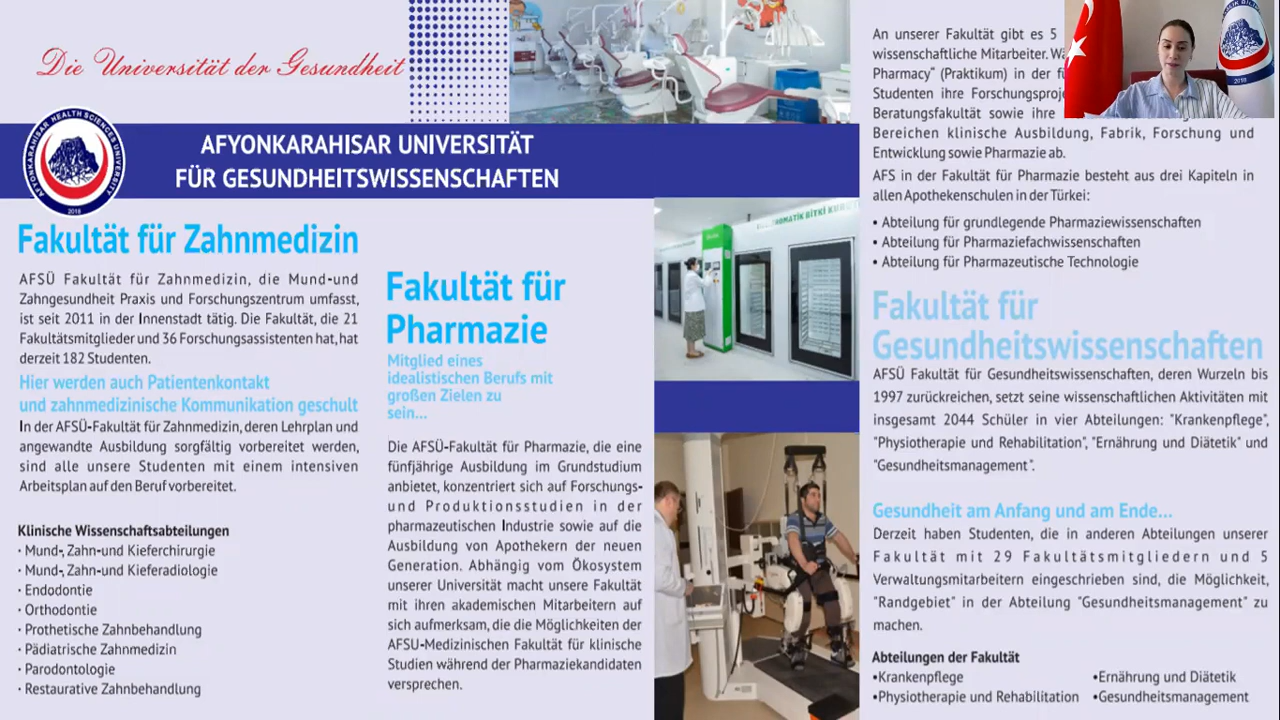 Die Universität der Gesundheit
AFYONKARAHISAR HEALTH SCIENCES UNIVERSITY
2018
AFYONKARAHISAR UNIVERSITÄT
FÜR GESUNDHEITSWISSENSCHAFTEN
Fakultät für Zahnmedizin
AFSÜ Fakultät für Zahnmedizin, die Mund-und
Zahngesundheit Praxis und Forschungszentrum umfasst,
ist seit 2011 in der Innenstadt tätig. Die Fakultät, die 21
Fakultätsmitglieder und 36 Forschungsassistenten hat, hat
derzeit 182 Studenten.
Hier werden auch Patientenkontakt
und zahnmedizinische Kommunikation geschult
In der AFSÜ-Fakultät für Zahnmedizin, deren Lehrplan und
angewandte Ausbildung sorgfältig vorbereitet werden,
sind alle unsere Studenten mit einem intensiven
Arbeitsplan auf den Beruf vorbereitet.
Klinische Wissenschaftsabteilungen
· Mund-, Zahn-und Kieferchirurgie
· Mund-, Zahn-und Kieferradiologie
· Endodontie
· Orthodontie
· Prothetische Zahnbehandlung
· Pädiatrische Zahnmedizin
· Parodontologie
· Restaurative Zahnbehandlung
Fakultät für
Pharmazie
Mitglied eines
idealistischen Berufs mit
großen Zielen zu
sein...
Die AFSÜ-Fakultät für Pharmazie, die eine
fünfjährige Ausbildung im Grundstudium
anbietet, konzentriert sich auf Forschungs-
und Produktionsstudien in der
pharmazeutischen Industrie sowie auf die
Ausbildung von Apothekern der neuen
Generation. Abhängig vom Ökosystem
unserer Universität macht unsere Fakultät
mit ihren akademischen Mitarbeitern auf
sich aufmerksam, die die Möglichkeiten der
AFSU-Medizinischen Fakultät für klinische
Studien während der Pharmaziekandidaten
versprechen.
BİTKİ
An unserer Fakultät gibt es 5
wissenschaftliche Mitarbeiter.
Pharmacy“ (Praktikum) in der
Studenten ihre
Beratungsfakultät sowie ihre
Bereichen klinische Ausbildung, Fabrik, Forschung und
Entwicklung sowie Pharmazie ab.
AFS in der Fakultät für Pharmazie besteht aus drei Kapiteln in
allen Apothekenschulen in der Türkei:
• Abteilung für grundlegende Pharmaziewissenschaften
• Abteilung für Pharmaziefachwissenschaften
• Abteilung für Pharmazeutische Technologie
Fakultät für
Gesundheitswissenschaften
AFSÜ Fakultät für Gesundheitswissenschaften, deren Wurzeln bis
1997 zurückreichen, setzt seine wissenschaftlichen Aktivitäten mit
insgesamt 2044 Schüler in vier Abteilungen: "Krankenpflege",
"Physiotherapie und Rehabilitation", "Ernährung und Diätetik" und
"Gesundheitsmanagement".
Gesundheit am Anfang und am Ende...
Derzeit haben Studenten, die in anderen Abteilungen unserer
Fakultät mit 29 Fakultätsmitgliedern und 5
Verwaltungsmitarbeitern eingeschrieben sind, die Möglichkeit,
"Randgebiet" in der Abteilung "Gesundheitsmanagement" zu
machen.
Abteilungen der Fakultät
•Krankenpflege
•Physiotherapie und Rehabilitation
•Ernährung und Diätetik
•Gesundheitsmanagement
2018